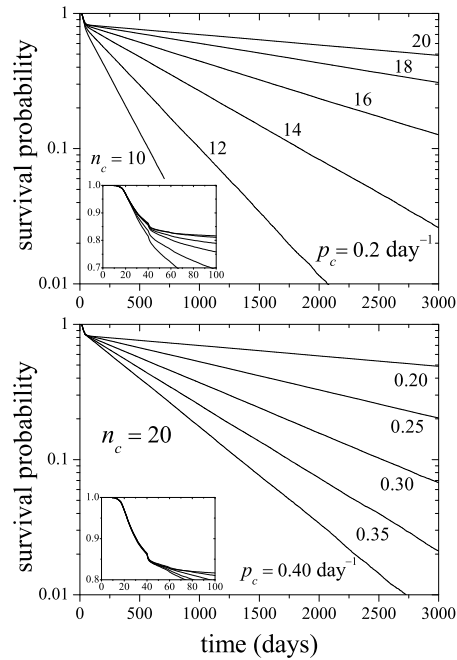 1
20
18
16
14
12
n_c = 10
0.1
survival probability
1.0
0.9
0.8
0.7
0 20 40 60 80 100
p_c = 0.2 day⁻¹
0.01
0 500 1000 1500 2000 2500 3000
1
0.20
0.25
n_c = 20
0.1
0.30
survival probability
0.35
1.0
0.9
0.8
0 20 40 60 80 100
p_c = 0.40 day⁻¹
0.01
0 500 1000 1500 2000 2500 3000
time (days)